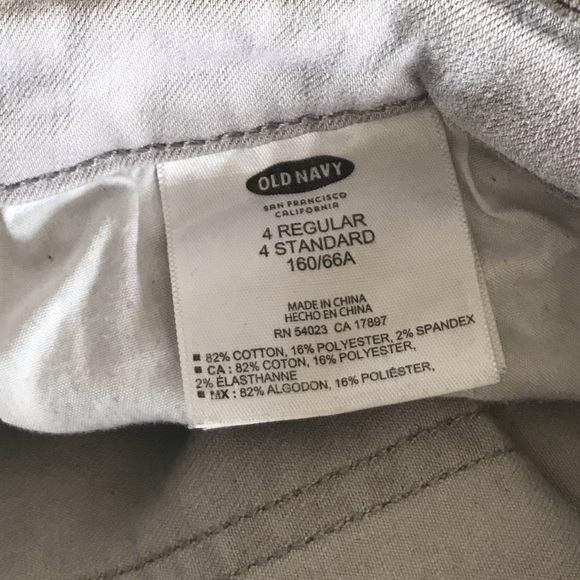 OLD NAVY
SAN FRANCISCO
CALIFORNIA
4 REGULAR
4 STANDARD
160/66A
MADE IN CHINA
HECHO EN CHINA
RN 54023 CA 17897
▪ 82% COTTON, 16% POLYESTER, 2% SPANDEX
▪ CA : 82% COTON, 16% POLYESTER,
2% ÉLASTHANNE
▪ MX : 82% ALGODON, 16% POLIÉSTER,